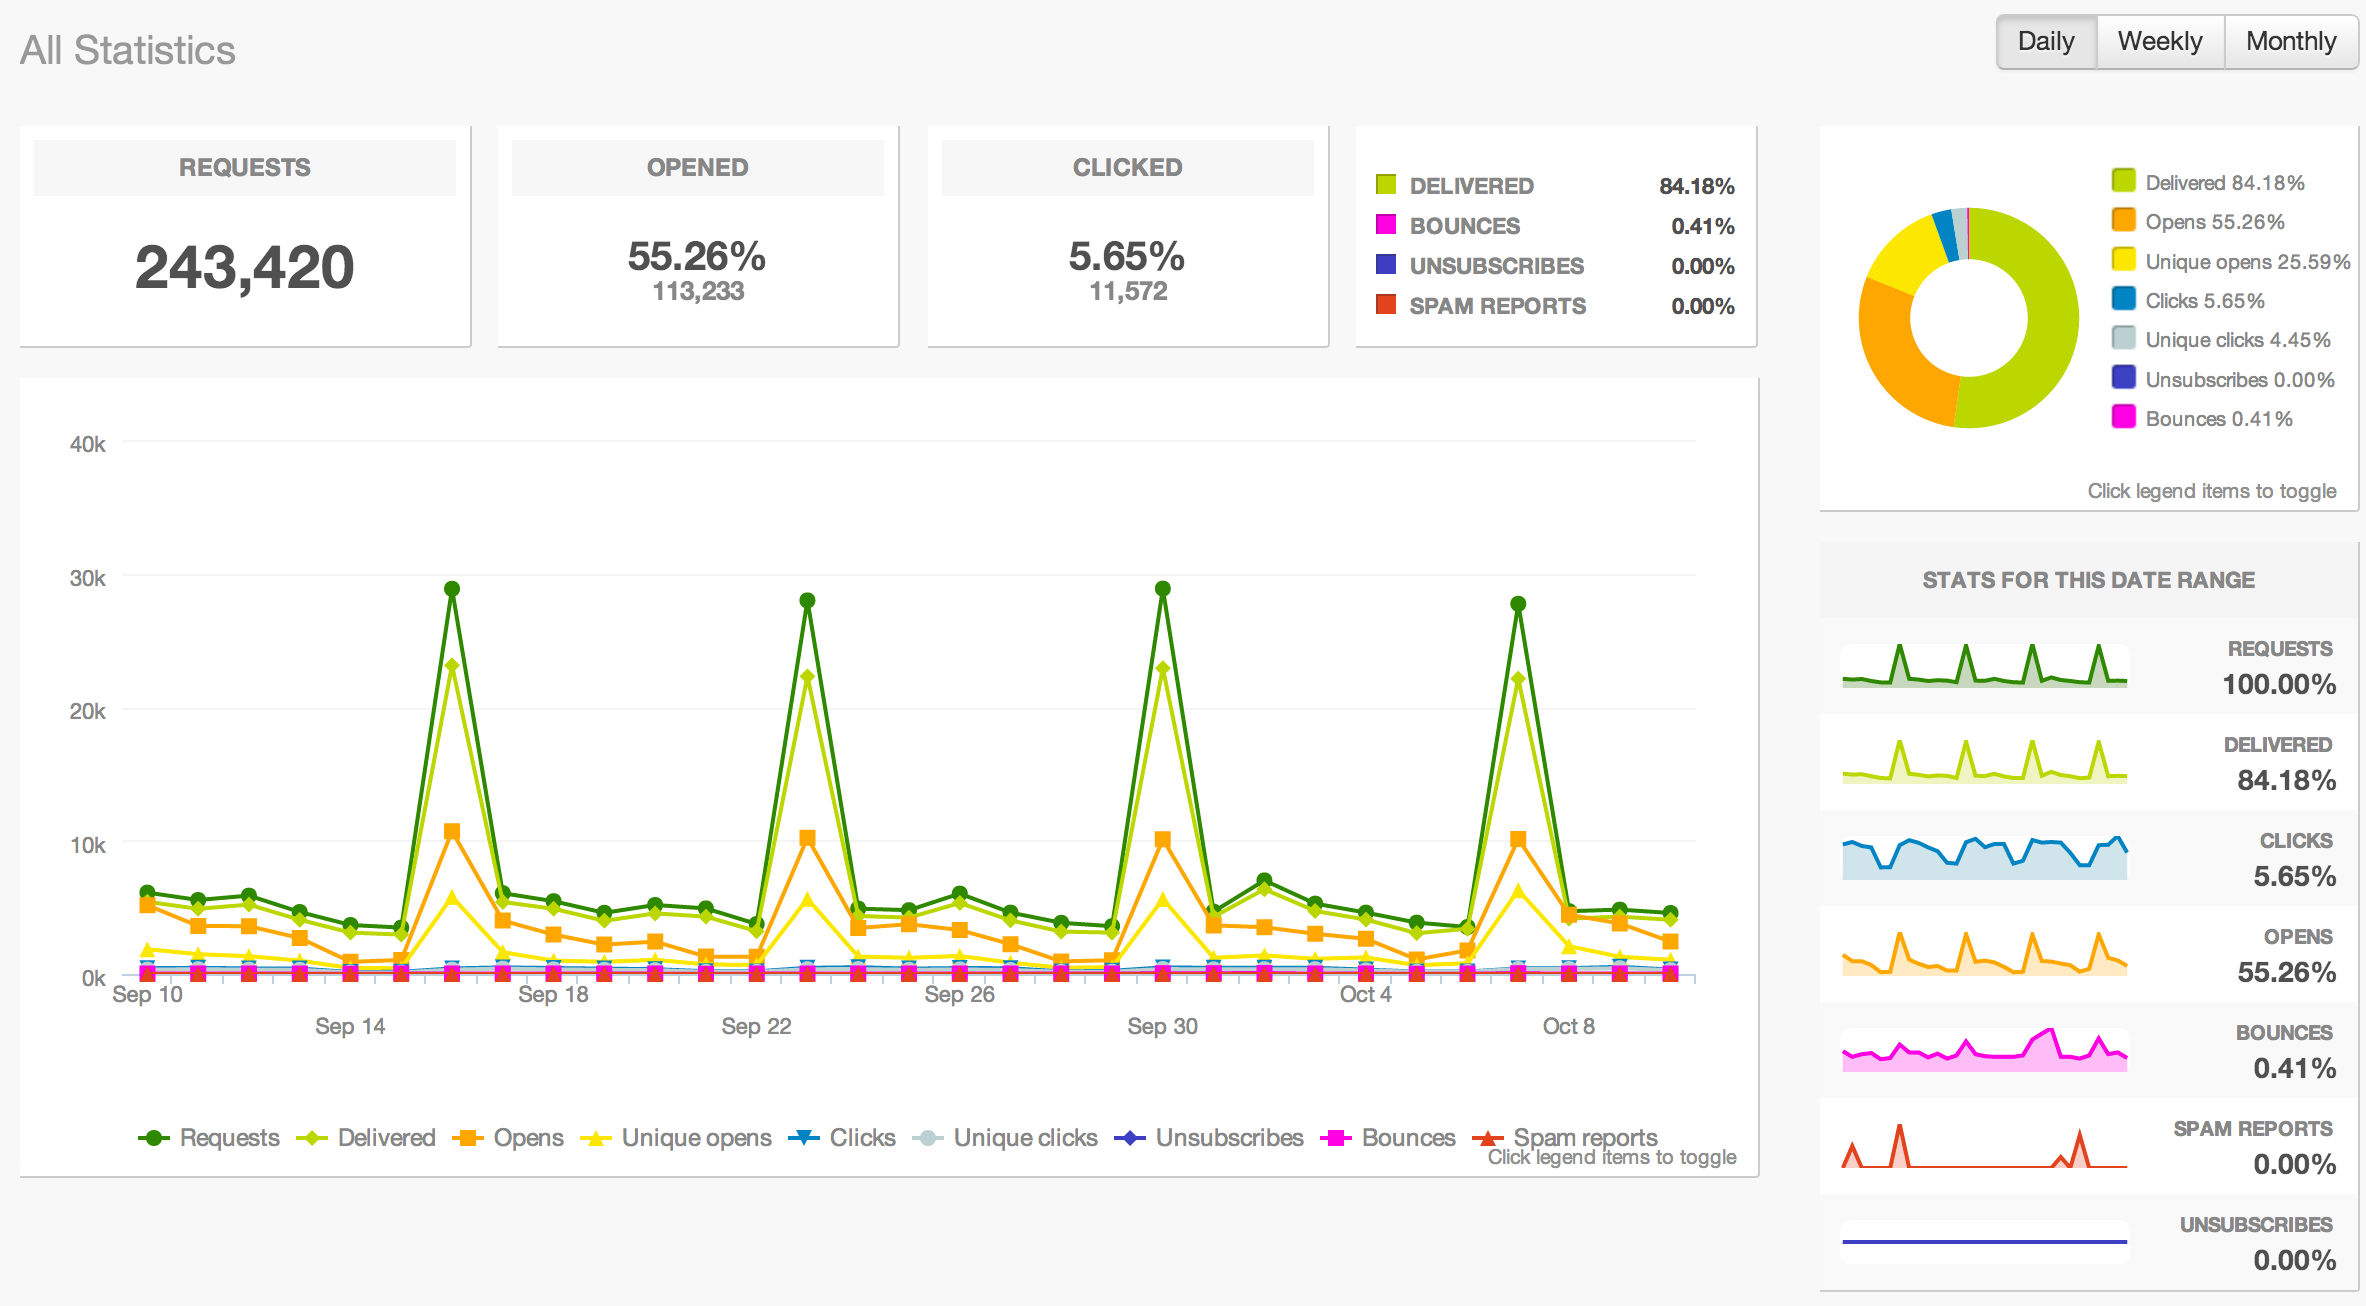 All Statistics
Daily Weekly Monthly
REQUESTS
243,420
OPENED
55.26%
113,233
CLICKED
5.65%
11,572
DELIVERED 84.18%
BOUNCES 0.41%
UNSUBSCRIBES 0.00%
SPAM REPORTS 0.00%
Delivered 84.18%
Opens 55.26%
Unique opens 25.59%
Clicks 5.65%
Unique clicks 4.45%
Unsubscribes 0.00%
Bounces 0.41%
Click legend items to toggle
40k
30k
20k
10k
0k
Sep 10 Sep 18 Sep 26 Oct 4
Sep 14 Sep 22 Sep 30 Oct 8
Requests Delivered Opens Unique opens Clicks Unique clicks Unsubscribes Bounces Spam reports
Click legend items to toggle
STATS FOR THIS DATE RANGE
REQUESTS
100.00%
DELIVERED
84.18%
CLICKS
5.65%
OPENS
55.26%
BOUNCES
0.41%
SPAM REPORTS
0.00%
UNSUBSCRIBES
0.00%